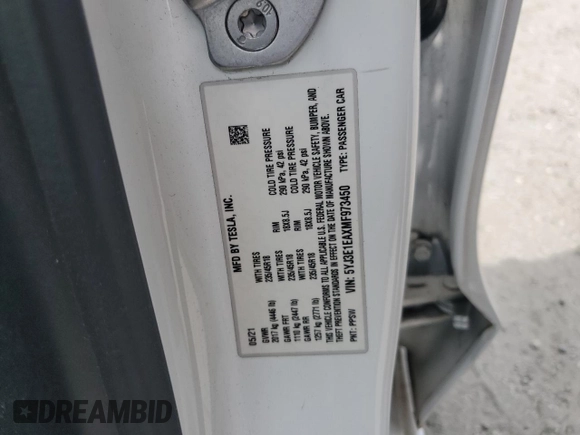 MFD BY TESLA, INC.
05/21
GVWR WITH TIRES RIM COLD TIRE PRESSURE
2017 kg (4446 lb) 235/45R18 18X8.5J 290 kPa, 42 psi
GAWR FRT WITH TIRES RIM COLD TIRE PRESSURE
1110 kg (2447 lb) 235/45R18 18X8.5J 290 kPa, 42 psi
GAWR RR
1257 kg (2771 lb)
THIS VEHICLE CONFORMS TO ALL APPLICABLE U.S. FEDERAL MOTOR VEHICLE SAFETY, BUMPER, AND
THEFT PREVENTION STANDARDS IN EFFECT ON THE DATE OF MANUFACTURE SHOWN ABOVE.
VIN: 5YJ3E1EAXMF973450
PNT: PPSW TYPE: PASSENGER CAR
DREAMBID